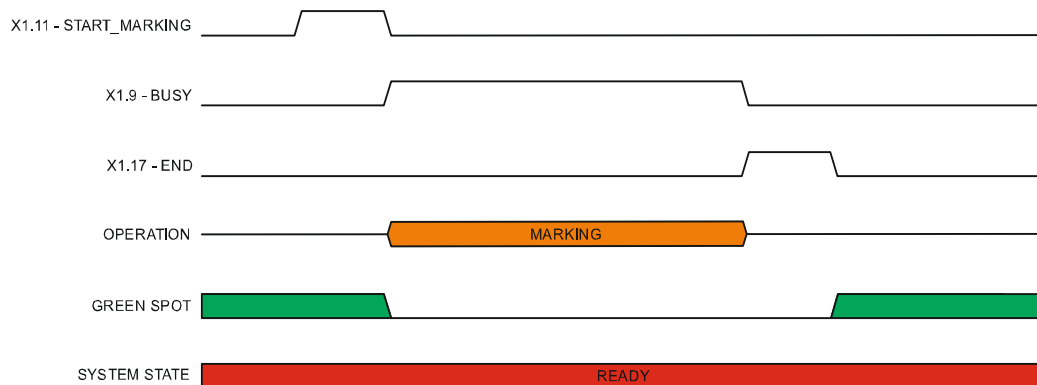 X1.11 - START_MARKING
X1.9 - BUSY
X1.17 - END
OPERATION
MARKING
GREEN SPOT
SYSTEM STATE
READY